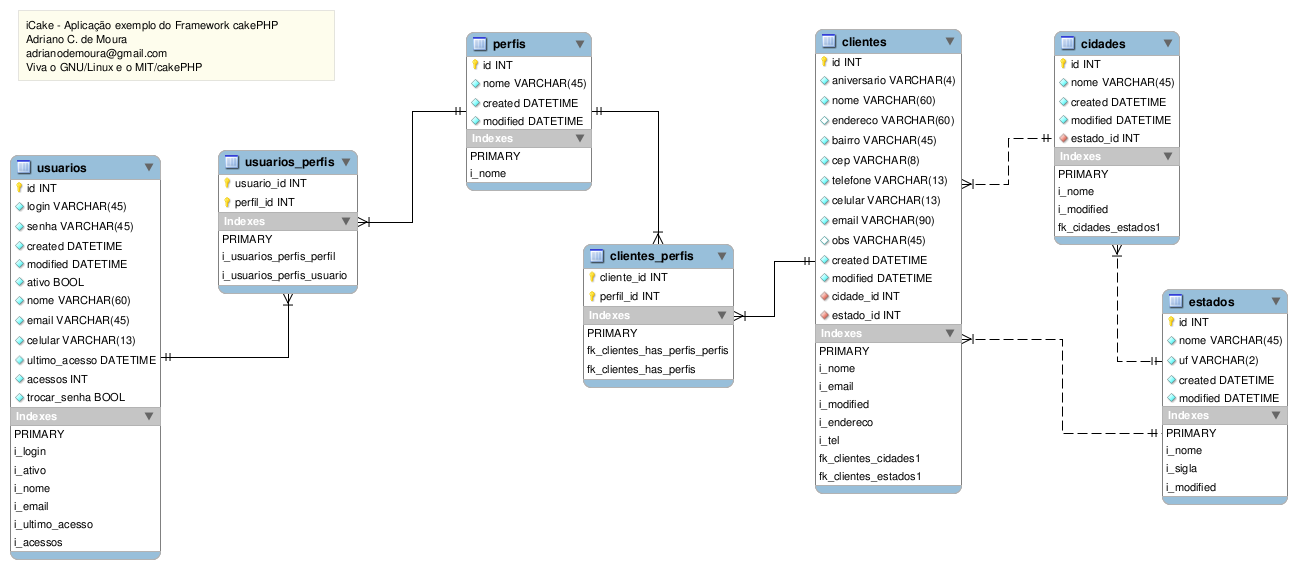 iCake - Aplicação exemplo do Framework cakePHP
Adriano C. de Moura
adrianodemoura@gmail.com
Viva o GNU/Linux e o MIT/cakePHP
usuarios
id INT
login VARCHAR(45)
senha VARCHAR(45)
created DATETIME
modified DATETIME
ativo BOOL
nome VARCHAR(60)
email VARCHAR(45)
celular VARCHAR(13)
ultimo_acesso DATETIME
acessos INT
trocar_senha BOOL
Indexes
PRIMARY
i_login
i_ativo
i_nome
i_email
i_ultimo_acesso
i_acessos
usuarios_perfis
usuario_id INT
perfil_id INT
Indexes
PRIMARY
i_usuarios_perfis_perfil
i_usuarios_perfis_usuario
perfis
id INT
nome VARCHAR(45)
created DATETIME
modified DATETIME
Indexes
PRIMARY
i_nome
clientes_perfis
cliente_id INT
perfil_id INT
Indexes
PRIMARY
fk_clientes_has_perfis_perfis
fk_clientes_has_perfis
clientes
id INT
aniversario VARCHAR(4)
nome VARCHAR(60)
endereco VARCHAR(60)
bairro VARCHAR(45)
cep VARCHAR(8)
telefone VARCHAR(13)
celular VARCHAR(13)
email VARCHAR(90)
obs VARCHAR(45)
created DATETIME
modified DATETIME
cidade_id INT
estado_id INT
Indexes
PRIMARY
i_nome
i_email
i_modified
i_endereco
i_tel
fk_clientes_cidades1
fk_clientes_estados1
cidades
id INT
nome VARCHAR(45)
created DATETIME
modified DATETIME
estado_id INT
Indexes
PRIMARY
i_nome
i_modified
fk_cidades_estados1
estados
id INT
nome VARCHAR(45)
uf VARCHAR(2)
created DATETIME
modified DATETIME
Indexes
PRIMARY
i_nome
i_sigla
i_modified